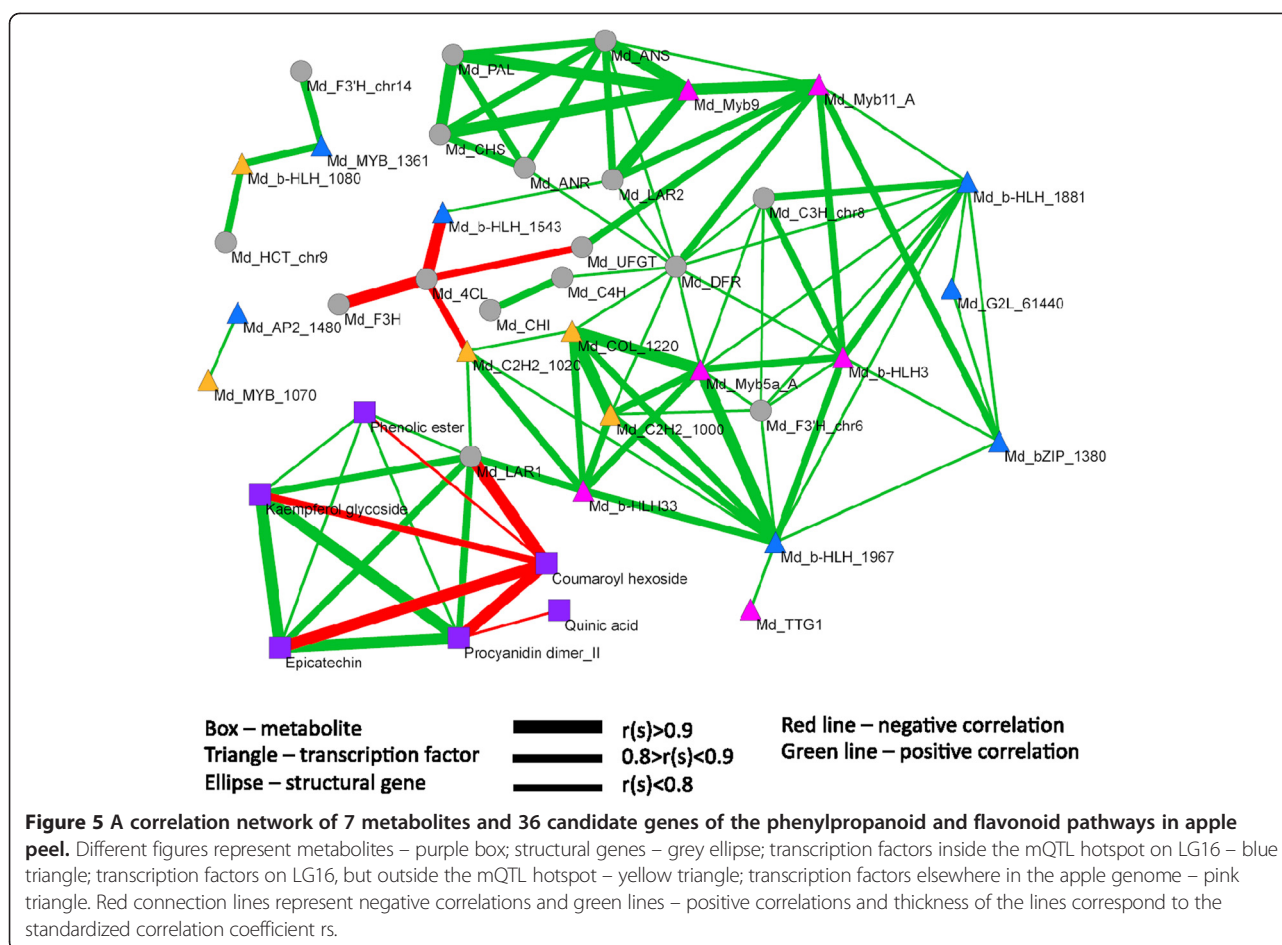 Md_ANS
Md_PAL
Md_F3'H_chr14
Md_Myb9
Md_Myb11_A
Md_CHS
Md_MYB_1361
Md_b-HLH_1080
Md_ANR
Md_LAR2
Md_C3H_chr8
Md_b-HLH_1881
Md_b-HLH_1543
Md_HCT_chr9
Md_UFGT
Md_DFR
Md_4CL
Md_C4H
Md_F3H
Md_CHI
Md_G2L_61440
Md_AP2_1480
Md_COL_1220
Md_C2H2_1020
Md_Myb5a_A
Md_b-HLH3
Md_MYB_1070
Phenolic ester
Md_C2H2_1000
Md_F3'H_chr6
Md_bZIP_1380
Md_LAR1
Kaempferol glycoside
Md_b-HLH33
Md_b-HLH_1967
Coumaroyl hexoside
Quinic acid
Md_TTG1
Epicatechin
Procyanidin dimer_II
Box – metabolite
Triangle – transcription factor
Ellipse – structural gene
r(s)>0.9
0.8>r(s)<0.9
r(s)<0.8
Red line – negative correlation
Green line – positive correlation
Figure 5 A correlation network of 7 metabolites and 36 candidate genes of the phenylpropanoid and flavonoid pathways in apple
peel. Different figures represent metabolites – purple box; structural genes – grey ellipse; transcription factors inside the mQTL hotspot on LG16 – blue
triangle; transcription factors on LG16, but outside the mQTL hotspot – yellow triangle; transcription factors elsewhere in the apple genome – pink
triangle. Red connection lines represent negative correlations and green lines – positive correlations and thickness of the lines correspond to the
standardized correlation coefficient rs.